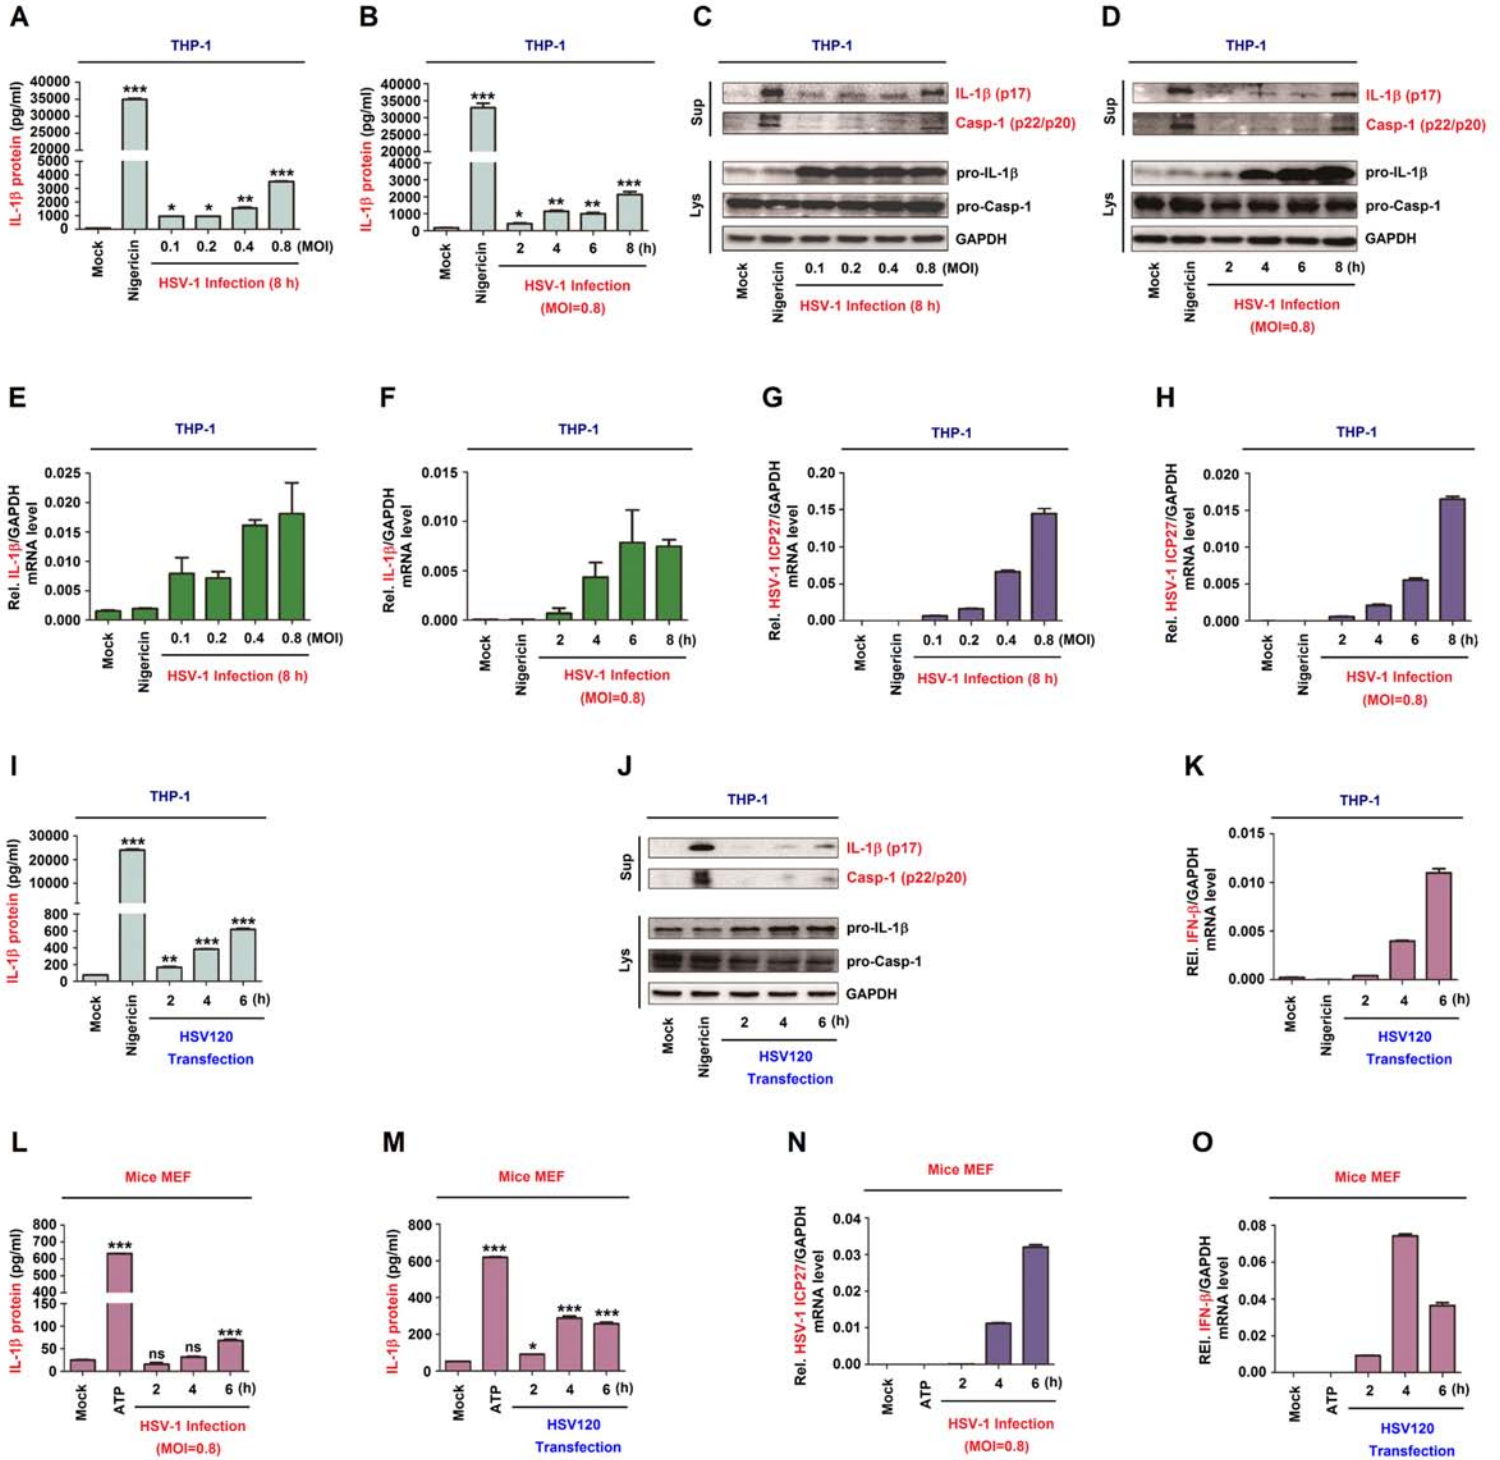 A
THP-1
IL-1β protein (pg/ml)
40000
35000
30000
25000
20000
5000
4000
3000
2000
1000
0
***
*
*
**
***
Mock
Nigericin
0.1 0.2 0.4 0.8 (MOI)
HSV-1 Infection (8 h)
B
THP-1
IL-1β protein (pg/ml)
40000
35000
30000
25000
20000
4000
3000
2000
1000
0
***
*
**
**
***
Mock
Nigericin
2 4 6 8 (h)
HSV-1 Infection
(MOI=0.8)
C
THP-1
Sup
IL-1β (p17)
Casp-1 (p22/p20)
Lys
pro-IL-1β
pro-Casp-1
GAPDH
Mock
Nigericin
0.1 0.2 0.4 0.8 (MOI)
HSV-1 Infection (8 h)
D
THP-1
Sup
IL-1β (p17)
Casp-1 (p22/p20)
Lys
pro-IL-1β
pro-Casp-1
GAPDH
Mock
Nigericin
2 4 6 8 (h)
HSV-1 Infection
(MOI=0.8)
E
THP-1
Rel. IL-1β/GAPDH
mRNA level
0.025
0.020
0.015
0.010
0.005
0.000
Mock
Nigericin
0.1 0.2 0.4 0.8 (MOI)
HSV-1 Infection (8 h)
F
THP-1
Rel. IL-1β/GAPDH
mRNA level
0.015
0.010
0.005
0.000
Mock
Nigericin
2 4 6 8 (h)
HSV-1 Infection
(MOI=0.8)
G
THP-1
Rel. HSV-1 ICP27/GAPDH
mRNA level
0.20
0.15
0.10
0.05
0.00
Mock
Nigericin
0.1 0.2 0.4 0.8 (MOI)
HSV-1 Infection (8 h)
H
THP-1
Rel. HSV-1 ICP27/GAPDH
mRNA level
0.020
0.015
0.010
0.005
0.000
Mock
Nigericin
2 4 6 8 (h)
HSV-1 Infection
(MOI=0.8)
I
THP-1
IL-1β protein (pg/ml)
30000
20000
10000
800
600
400
200
0
***
**
***
***
Mock
Nigericin
2 4 6 (h)
HSV120
Transfection
J
THP-1
Sup
IL-1β (p17)
Casp-1 (p22/p20)
Lys
pro-IL-1β
pro-Casp-1
GAPDH
Mock
Nigericin
2 4 6 (h)
HSV120
Transfection
K
THP-1
REl. IFN-β/GAPDH
mRNA level
0.015
0.010
0.005
0.000
Mock
Nigericin
2 4 6 (h)
HSV120
Transfection
L
Mice MEF
IL-1β protein (pg/ml)
800
700
600
500
400
150
100
50
0
***
ns
ns
***
Mock
ATP
2 4 6 (h)
HSV-1 Infection
(MOI=0.8)
M
Mice MEF
IL-1β protein (pg/ml)
800
600
400
200
0
***
*
***
***
Mock
ATP
2 4 6 (h)
HSV120
Transfection
N
Mice MEF
Rel. HSV-1 ICP27/GAPDH
mRNA level
0.04
0.03
0.02
0.01
0.00
Mock
ATP
2 4 6 (h)
HSV-1 Infection
(MOI=0.8)
O
Mice MEF
REl. IFN-β/GAPDH
mRNA level
0.08
0.06
0.04
0.02
0.00
Mock
ATP
2 4 6 (h)
HSV120
Transfection